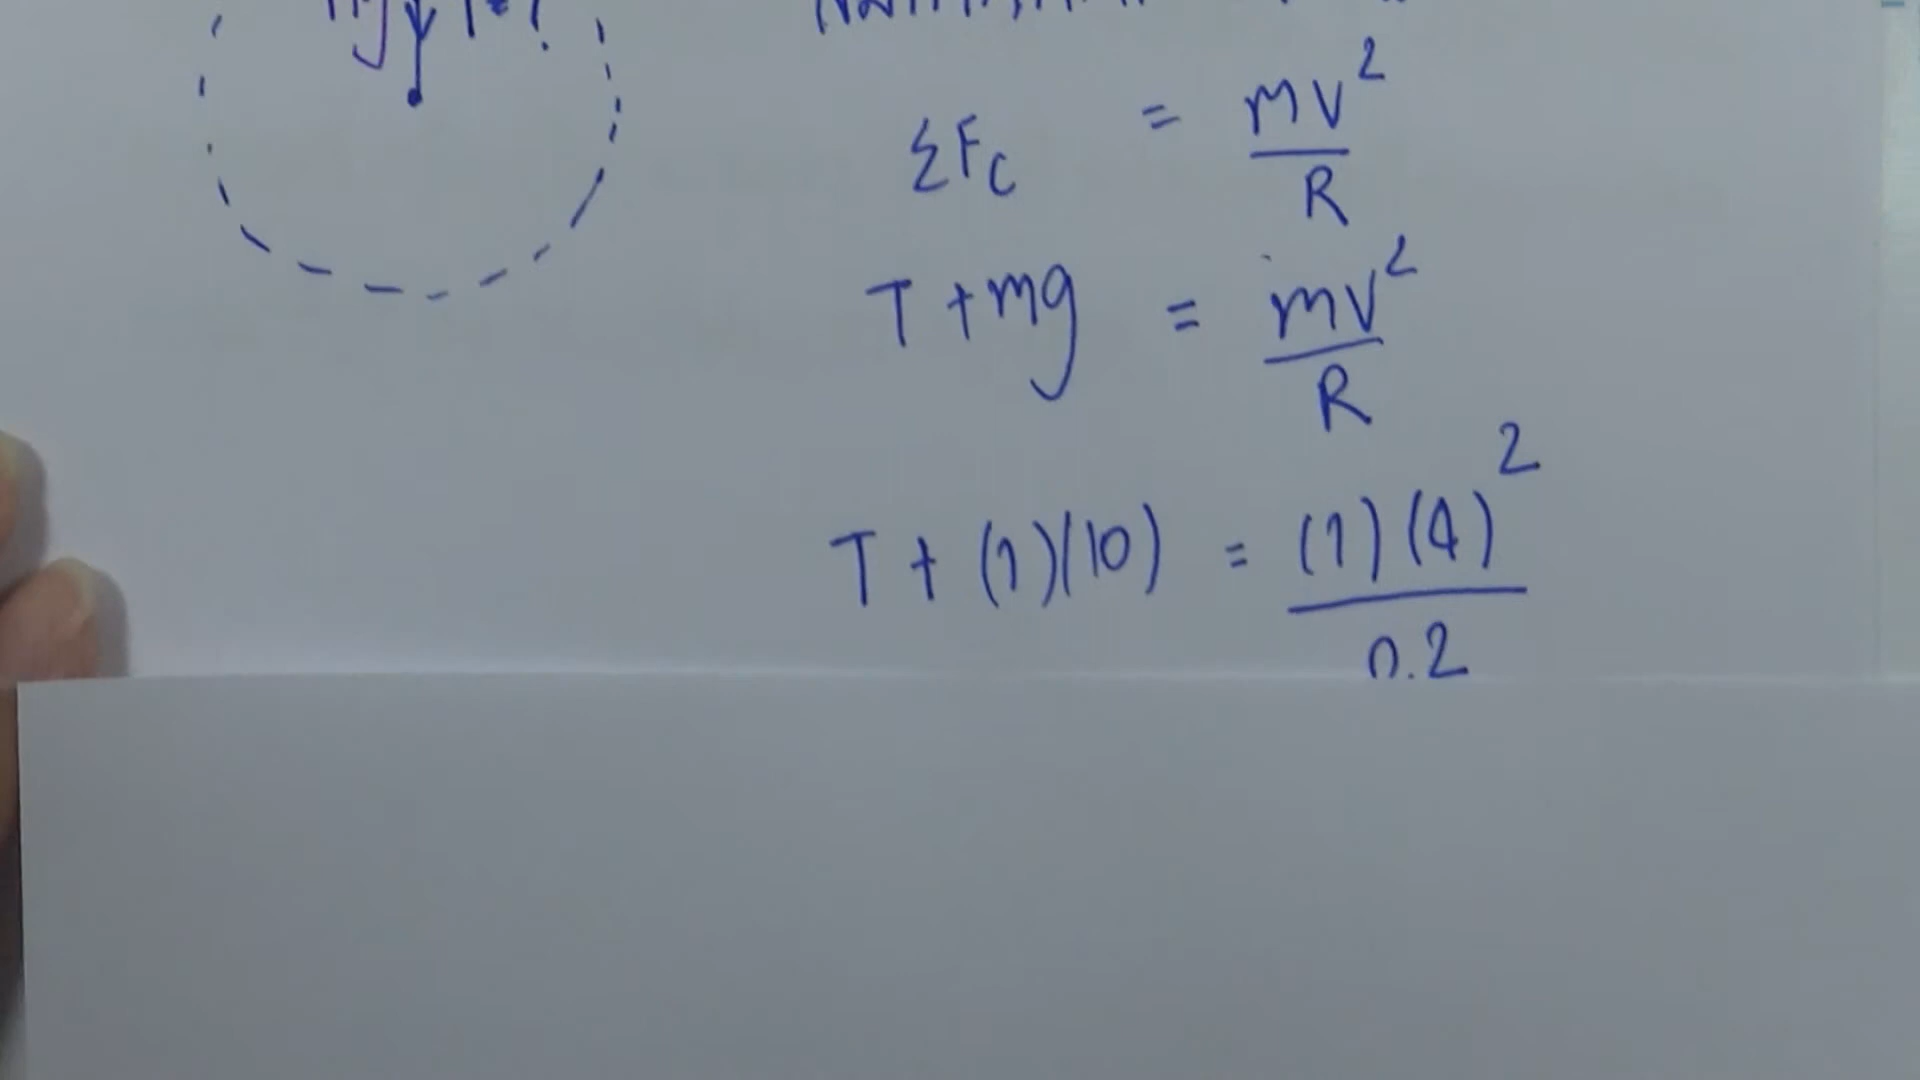 ΣFc = mv²/R
T + mg = mv²/R
T + (1)(10) = (1)(4)²/0.2